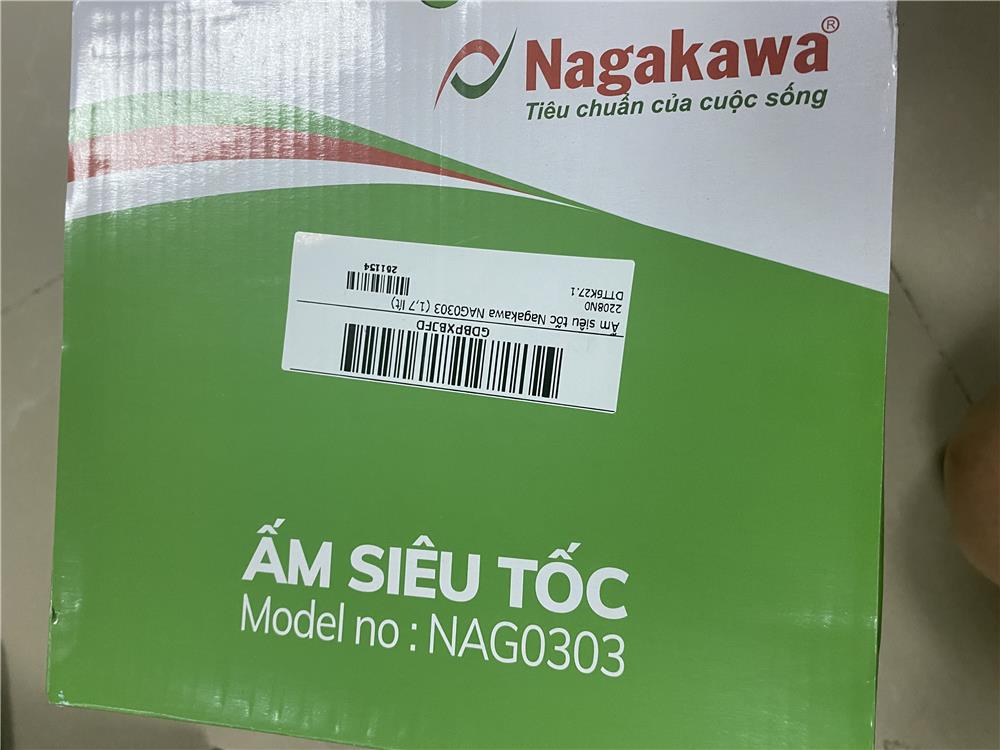 Nagakawa®
Tiêu chuẩn của cuộc sống
GDBPXBJFD
Ấm siêu tốc Nagakawa NAG0303 (1,7 lít)
2208N0
DTT6K27.1
261154
ẤM SIÊU TỐC
Model no : NAG0303